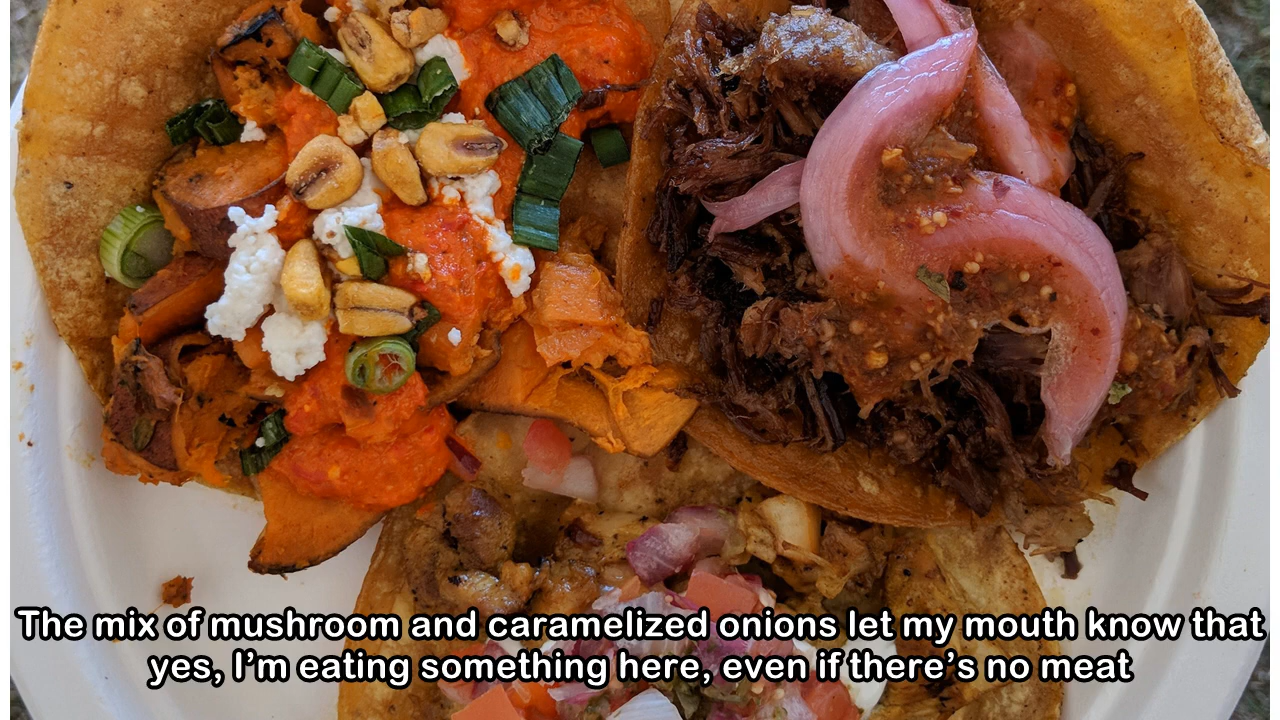 The mix of mushroom and caramelized onions let my mouth know that
yes, I'm eating something here, even if there's no meat